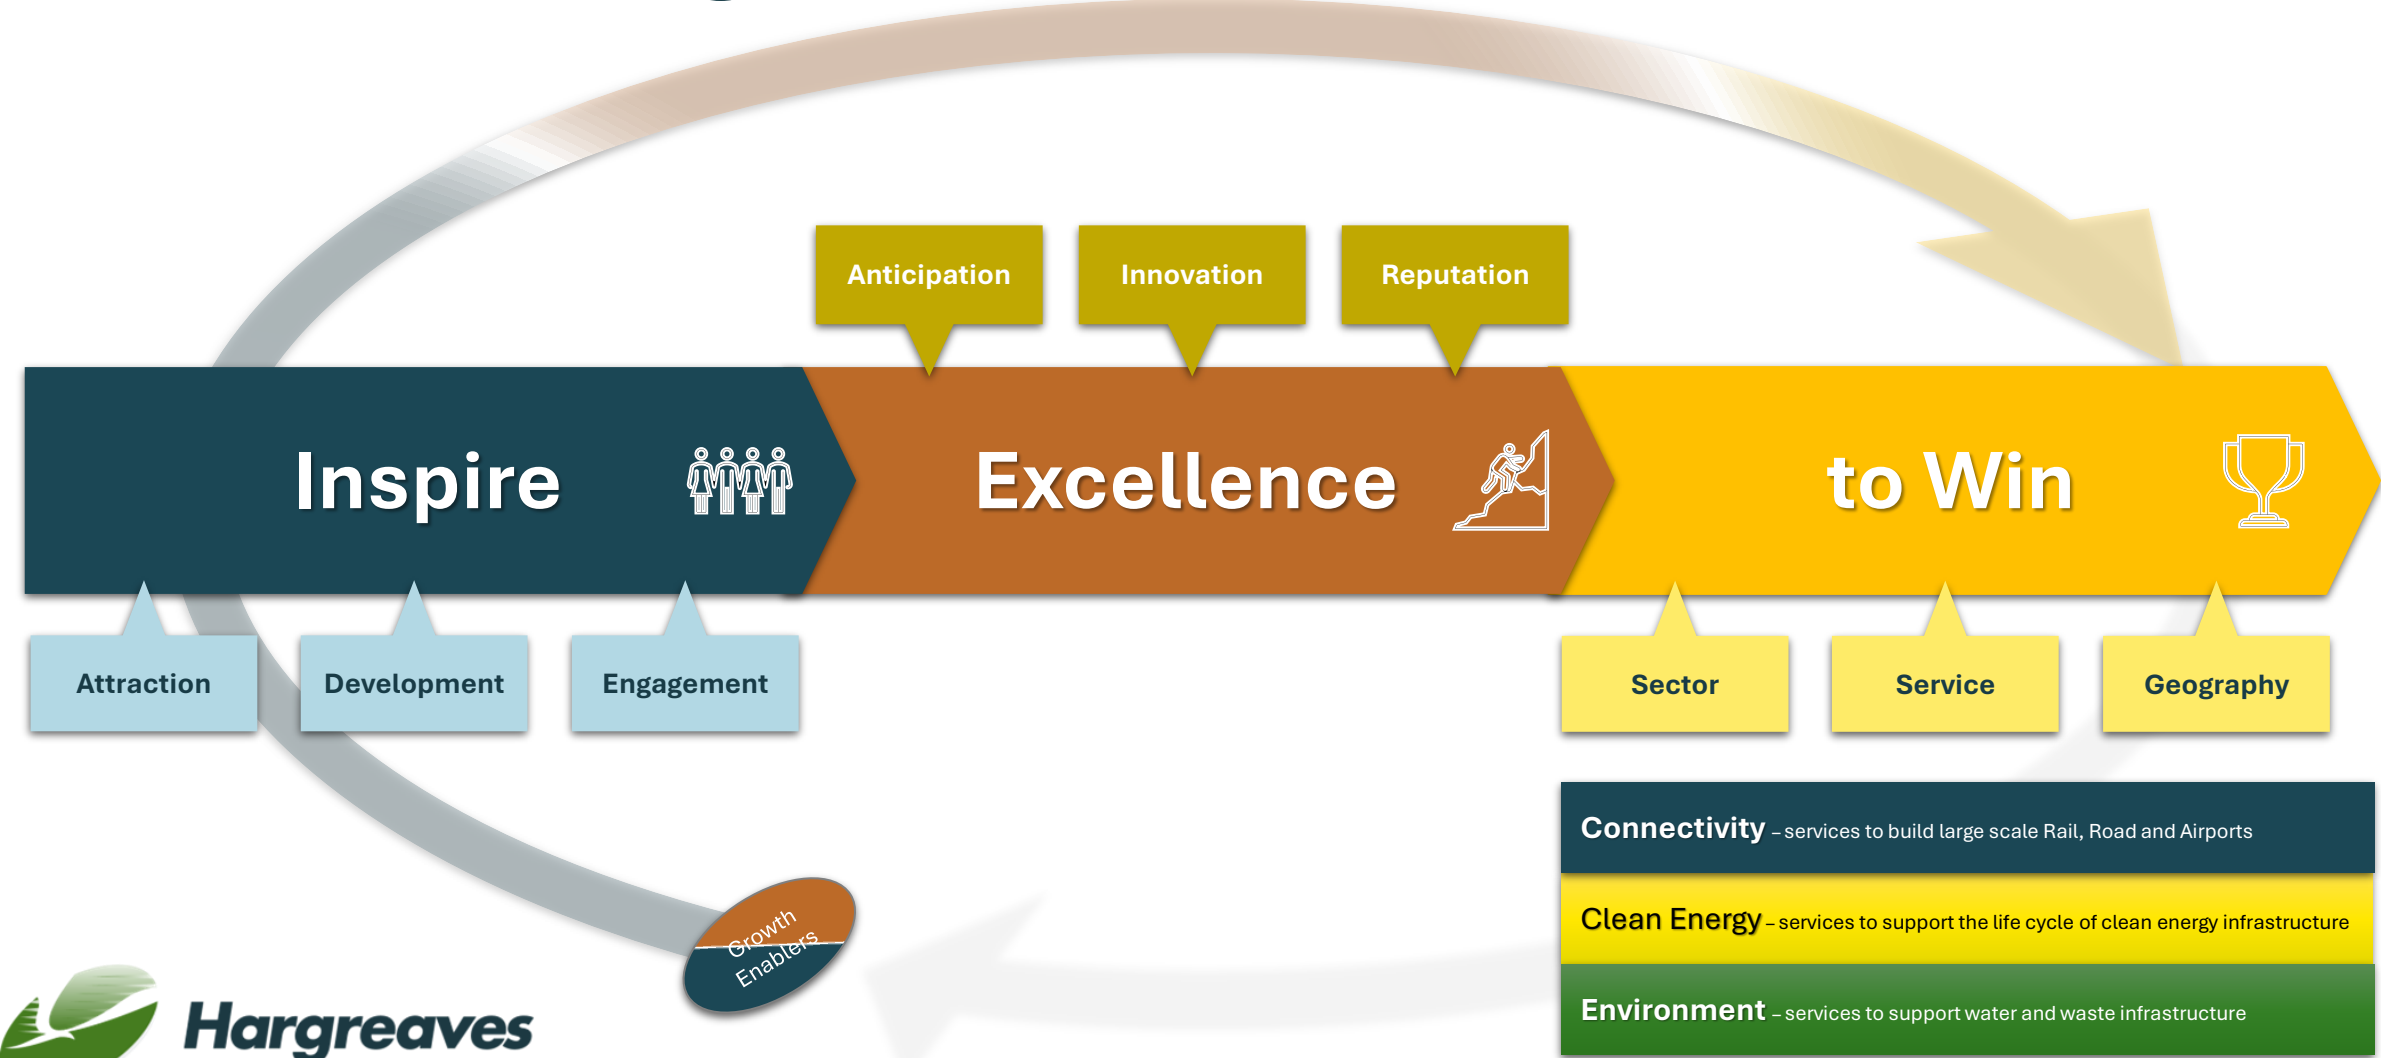 Anticipation
Innovation
Reputation
Inspire
Excellence
to Win
Attraction
Development
Engagement
Sector
Service
Geography
Connectivity – services to build large scale Rail, Road and Airports
Clean Energy – services to support the life cycle of clean energy infrastructure
Environment – services to support water and waste infrastructure
Growth
Enablers
Hargreaves